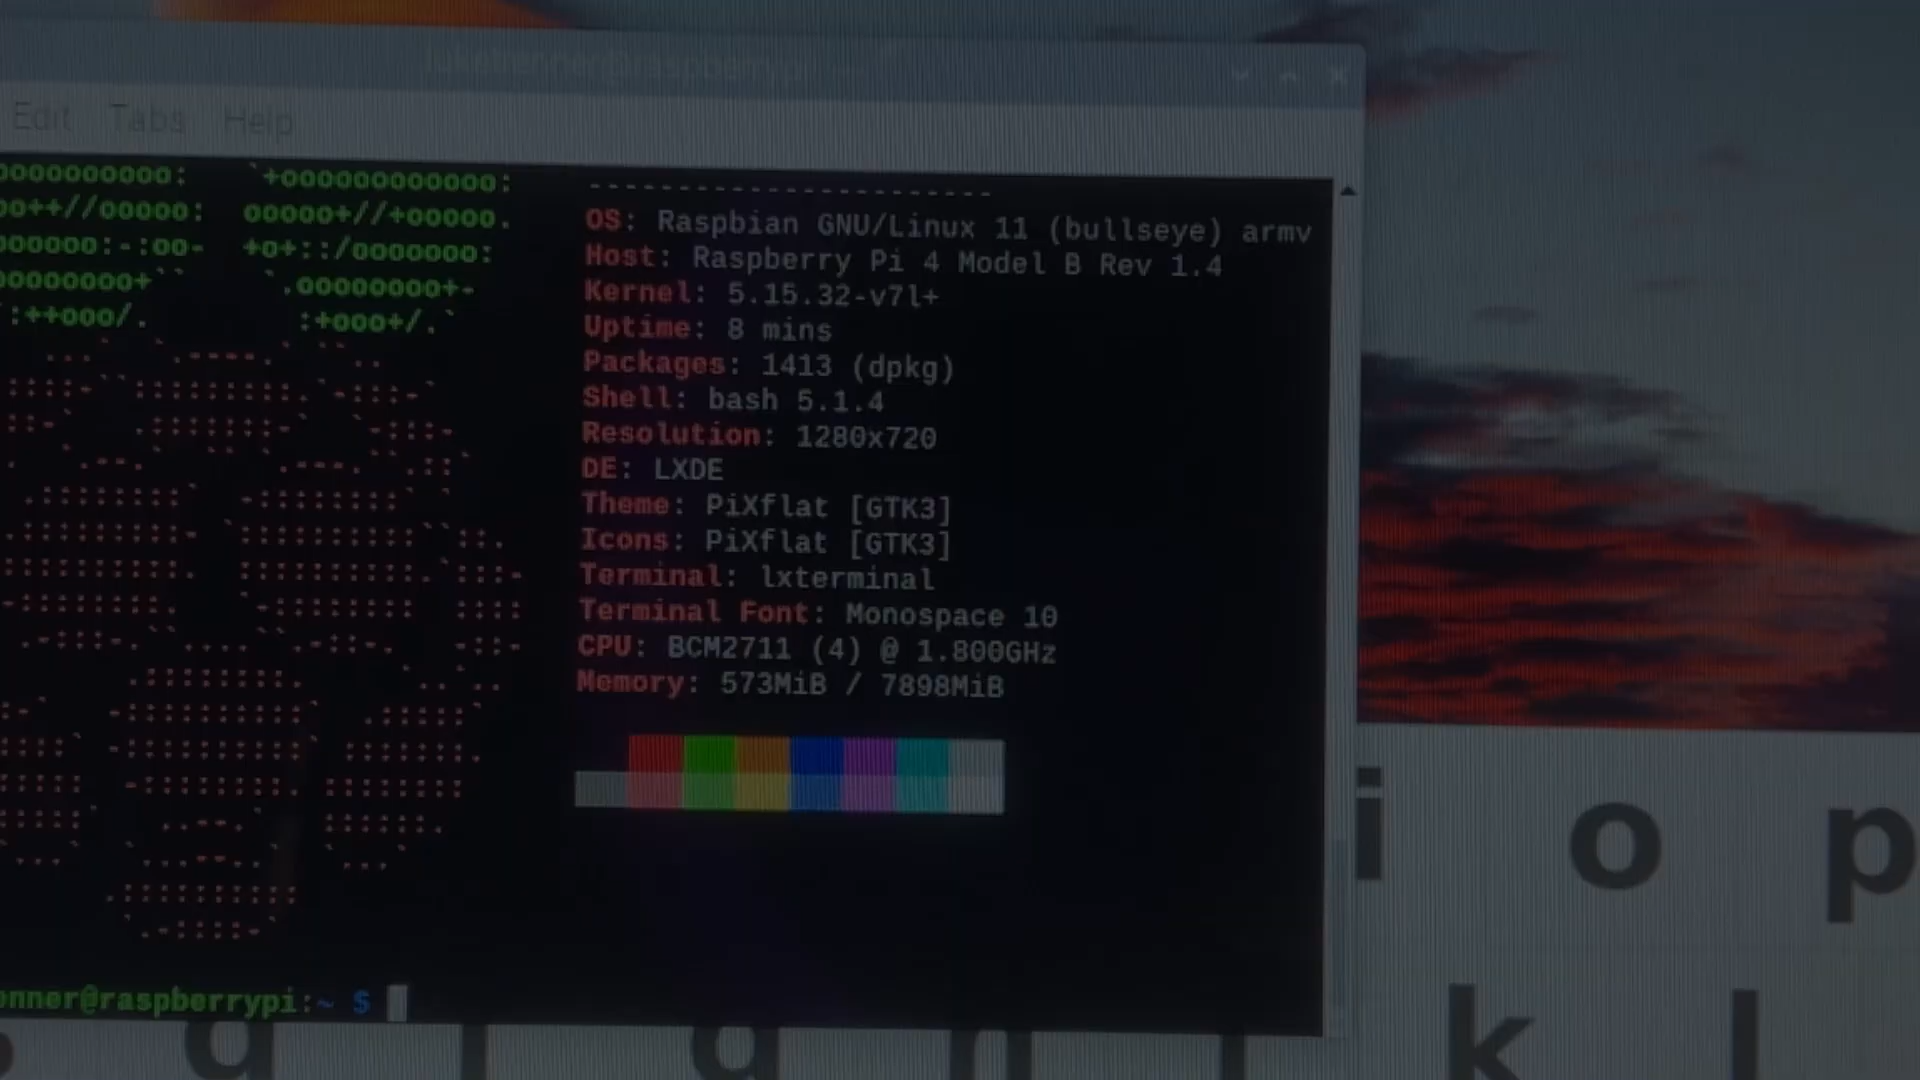 Edit Tabs Help
-----------------------
OS: Raspbian GNU/Linux 11 (bullseye) armv
Host: Raspberry Pi 4 Model B Rev 1.4
Kernel: 5.15.32-v7l+
Uptime: 8 mins
Packages: 1413 (dpkg)
Shell: bash 5.1.4
Resolution: 1280x720
DE: LXDE
Theme: PiXflat [GTK3]
Icons: PiXflat [GTK3]
Terminal: lxterminal
Terminal Font: Monospace 10
CPU: BCM2711 (4) @ 1.800GHz
Memory: 573MiB / 7898MiB
i o p
enner@raspberrypi:~ $
k l